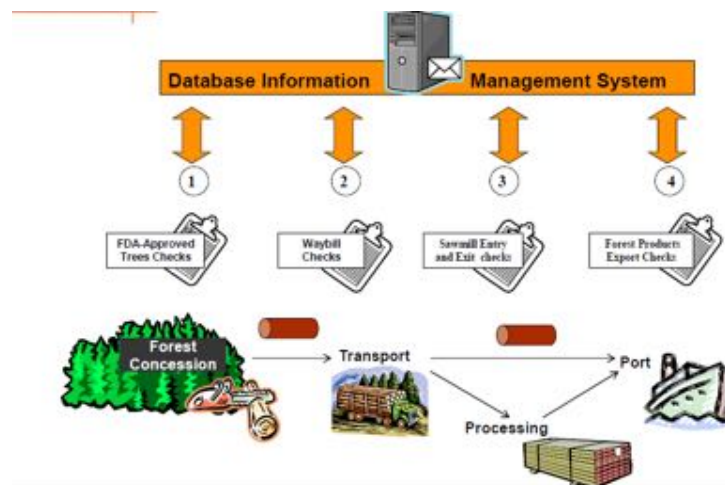 Database Information Management System
1
2
3
4
FDA-Approved
Trees Checks
Waybill
Checks
Sawmill Entry
and Exit checks
Forest Products
Export Checks
Forest
Concession
Transport
Port
Processing